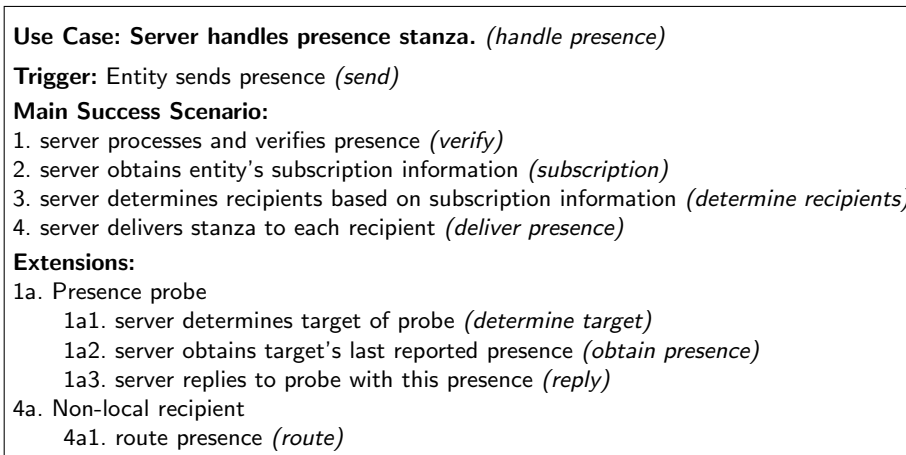 Use Case: Server handles presence stanza. (handle presence)
Trigger: Entity sends presence (send)
Main Success Scenario:
1. server processes and verifies presence (verify)
2. server obtains entity's subscription information (subscription)
3. server determines recipients based on subscription information (determine recipients)
4. server delivers stanza to each recipient (deliver presence)
Extensions:
1a. Presence probe
1a1. server determines target of probe (determine target)
1a2. server obtains target's last reported presence (obtain presence)
1a3. server replies to probe with this presence (reply)
4a. Non-local recipient
4a1. route presence (route)